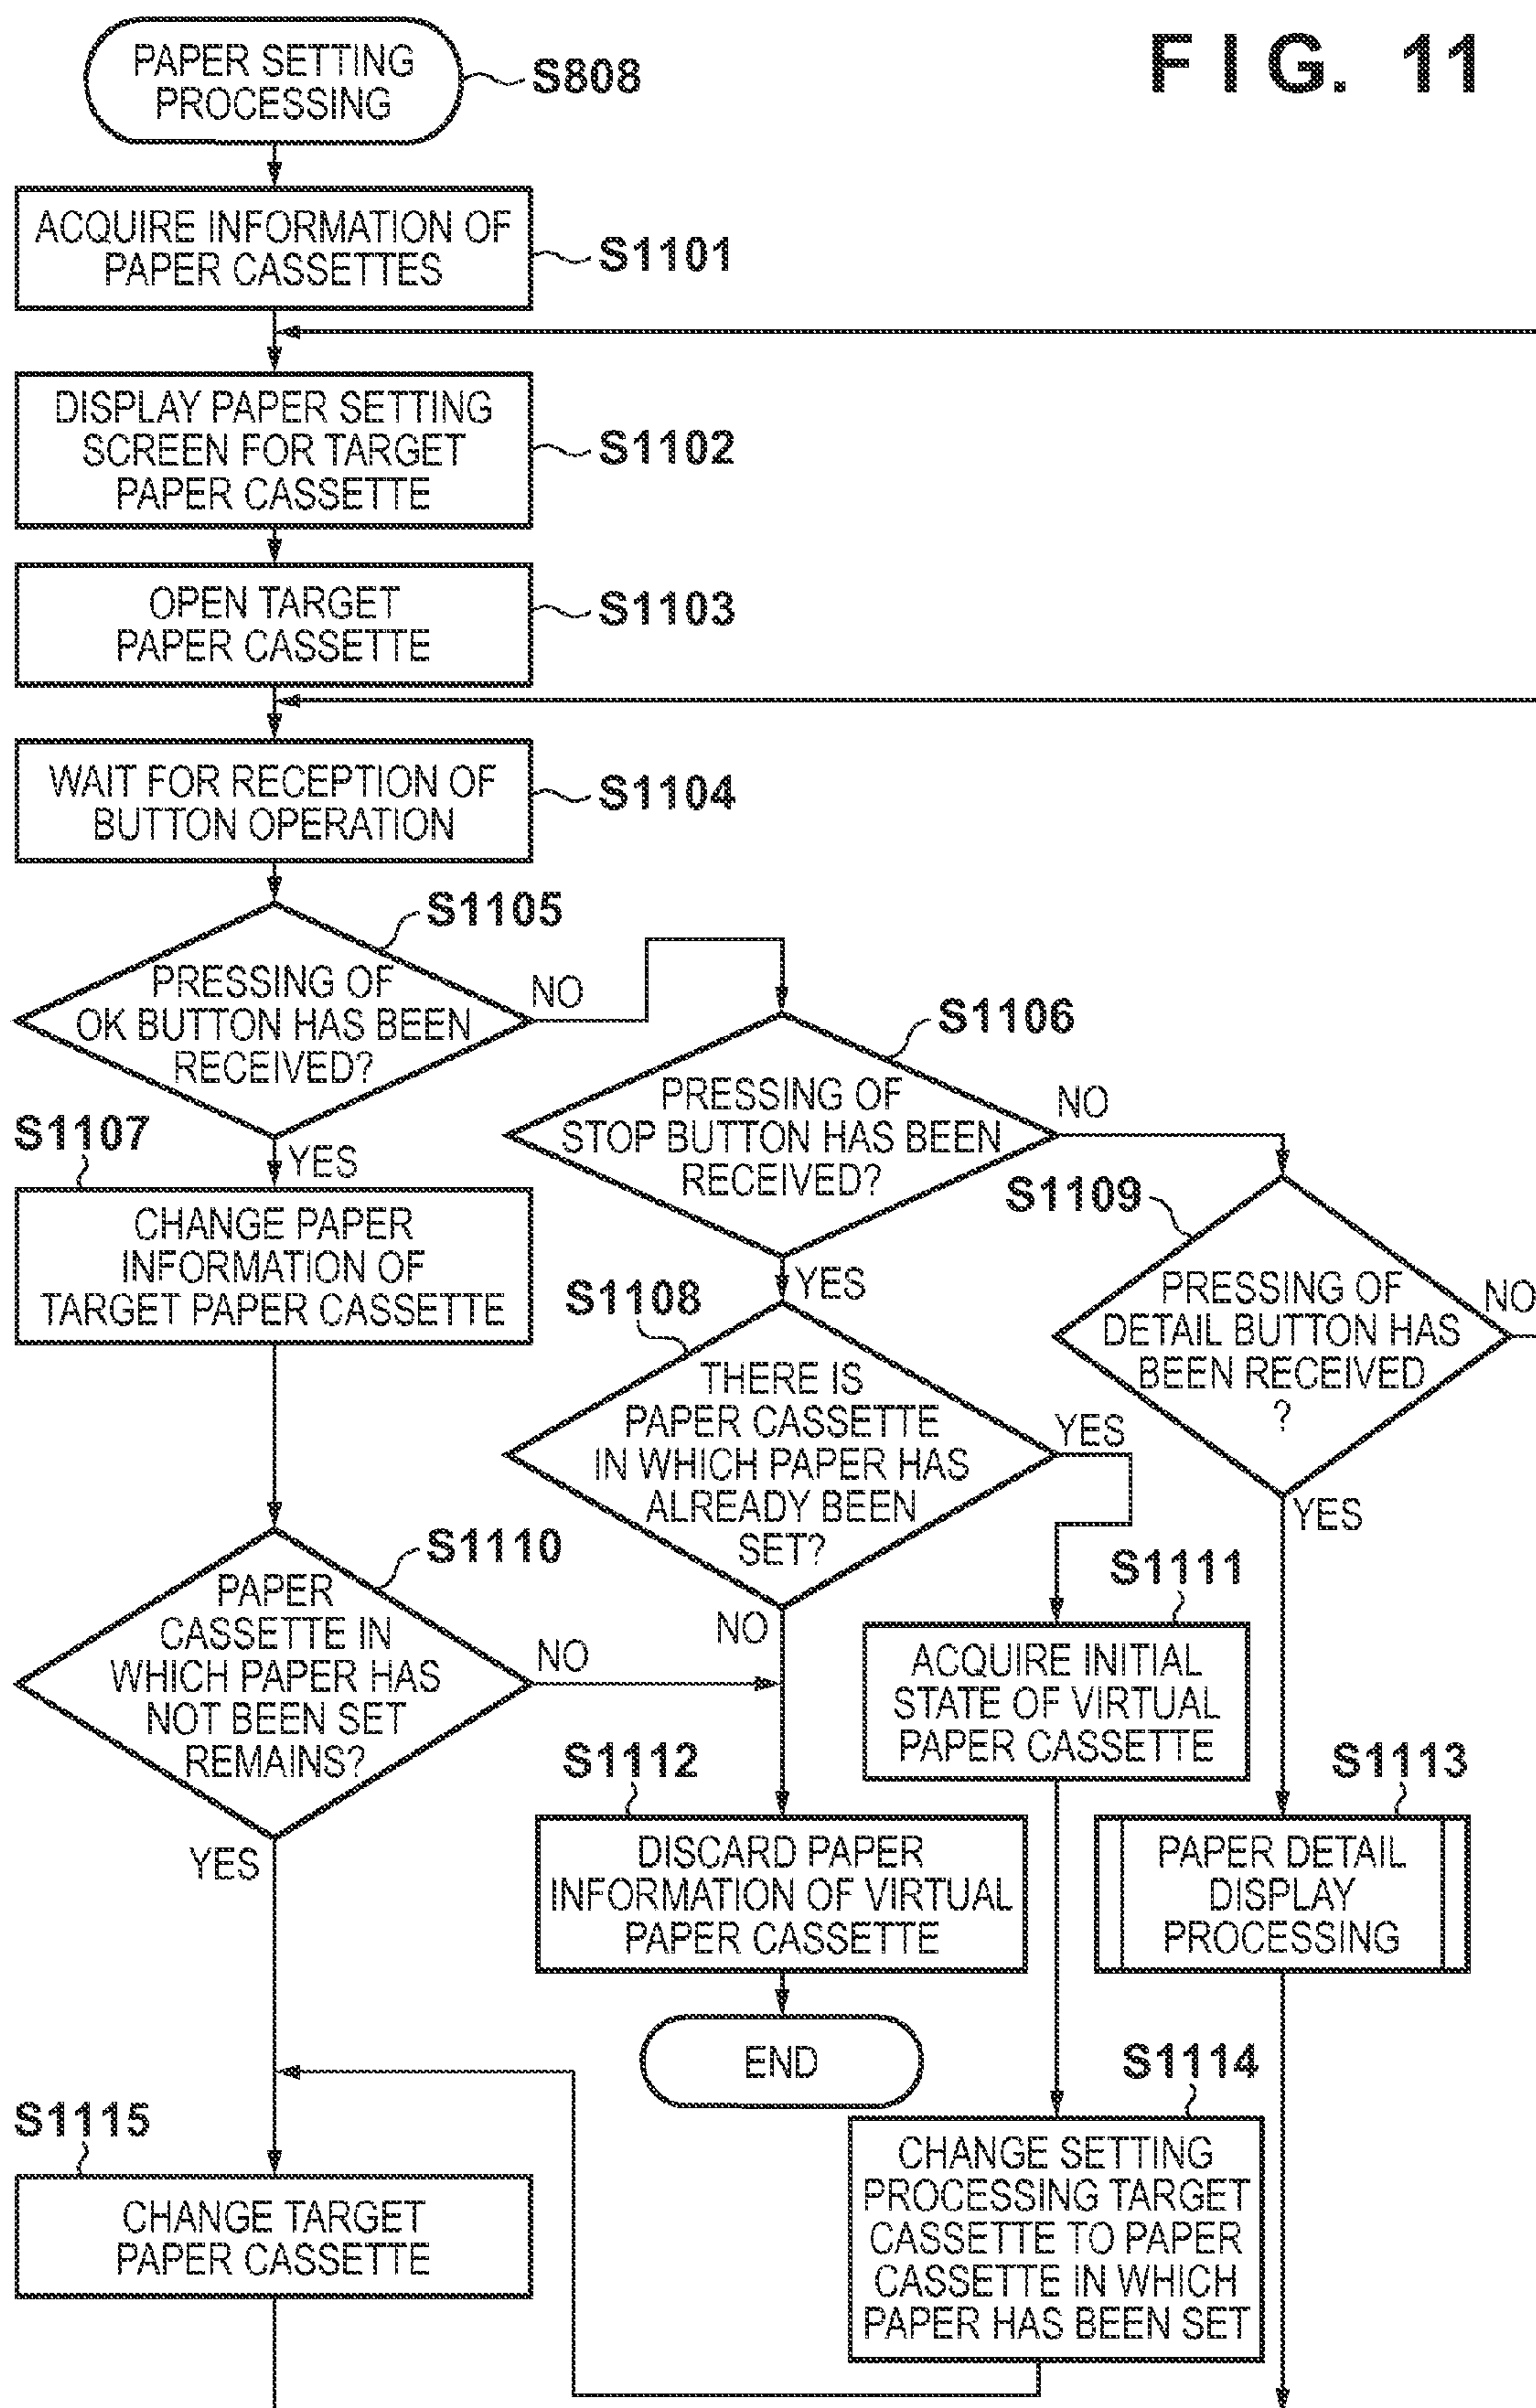 FIG. 11
PAPER SETTING
PROCESSING
S808
ACQUIRE INFORMATION OF
PAPER CASSETTES
S1101
DISPLAY PAPER SETTING
SCREEN FOR TARGET
PAPER CASSETTE
S1102
OPEN TARGET
PAPER CASSETTE
S1103
WAIT FOR RECEPTION OF
BUTTON OPERATION
S1104
S1105
PRESSING OF
OK BUTTON HAS BEEN
RECEIVED?
NO
YES
S1106
PRESSING OF
STOP BUTTON HAS BEEN
RECEIVED?
NO
YES
S1107
CHANGE PAPER
INFORMATION OF
TARGET PAPER CASSETTE
S1108
THERE IS
PAPER CASSETTE
IN WHICH PAPER HAS
ALREADY BEEN
SET?
YES
NO
S1109
PRESSING OF
DETAIL BUTTON HAS
BEEN RECEIVED
?
NO
YES
S1110
PAPER
CASSETTE IN
WHICH PAPER HAS
NOT BEEN SET
REMAINS?
NO
YES
S1111
ACQUIRE INITIAL
STATE OF VIRTUAL
PAPER CASSETTE
S1112
DISCARD PAPER
INFORMATION OF VIRTUAL
PAPER CASSETTE
END
S1113
PAPER DETAIL
DISPLAY
PROCESSING
S1114
CHANGE SETTING
PROCESSING TARGET
CASSETTE TO PAPER
CASSETTE IN WHICH
PAPER HAS BEEN SET
S1115
CHANGE TARGET
PAPER CASSETTE